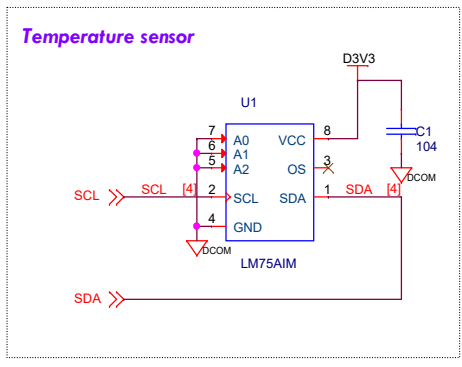 Temperature sensor
D3V3
U1
7 A0 VCC 8
6 A1
5 A2 OS 3
C1
104
DCOM
SCL SCL [4] 2 SCL SDA 1 SDA [4]
4 GND
DCOM
LM75AIM
SDA